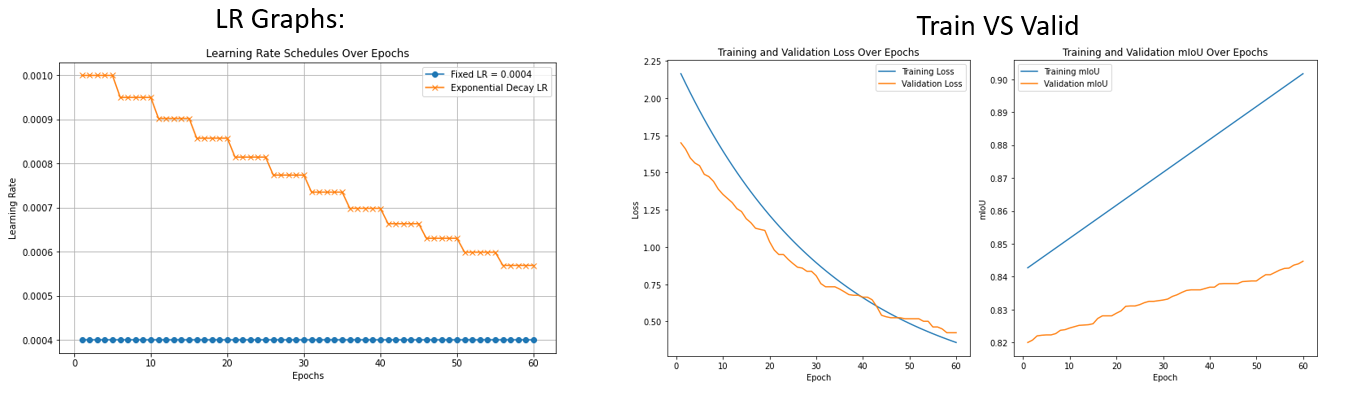 LR Graphs:
Learning Rate Schedules Over Epochs
Fixed LR = 0.0004
Exponential Decay LR
0.0010
0.0009
0.0008
0.0007
0.0006
0.0005
0.0004
Learning Rate
0 10 20 30 40 50 60
Epochs
Train VS Valid
Training and Validation Loss Over Epochs
Training Loss
Validation Loss
2.25
2.00
1.75
1.50
1.25
1.00
0.75
0.50
Loss
0 10 20 30 40 50 60
Epoch
Training and Validation mIoU Over Epochs
Training mIoU
Validation mIoU
0.90
0.89
0.88
0.87
0.86
0.85
0.84
0.83
0.82
mIoU
0 10 20 30 40 50 60
Epoch